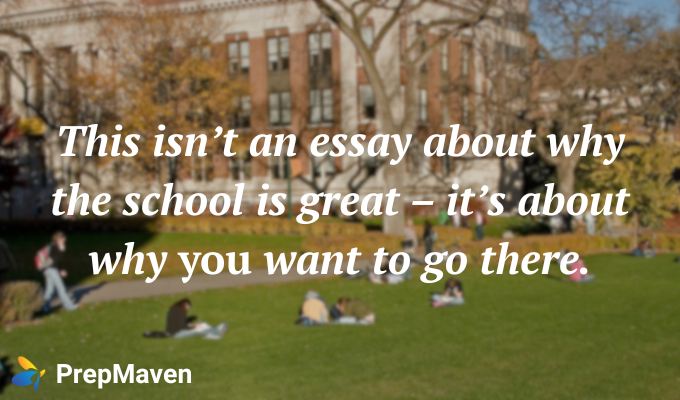 This isn’t an essay about why
the school is great – it’s about
why you want to go there.
PrepMaven